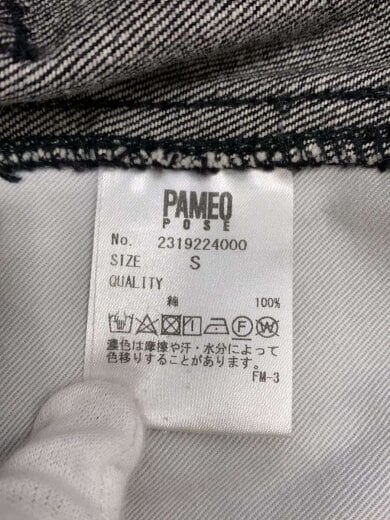 PAMEO
POSE
No. 2319224000
SIZE S
QUALITY
綿 100%
濃色は摩擦や汗・水分によって
色移りすることがあります。
FM-3